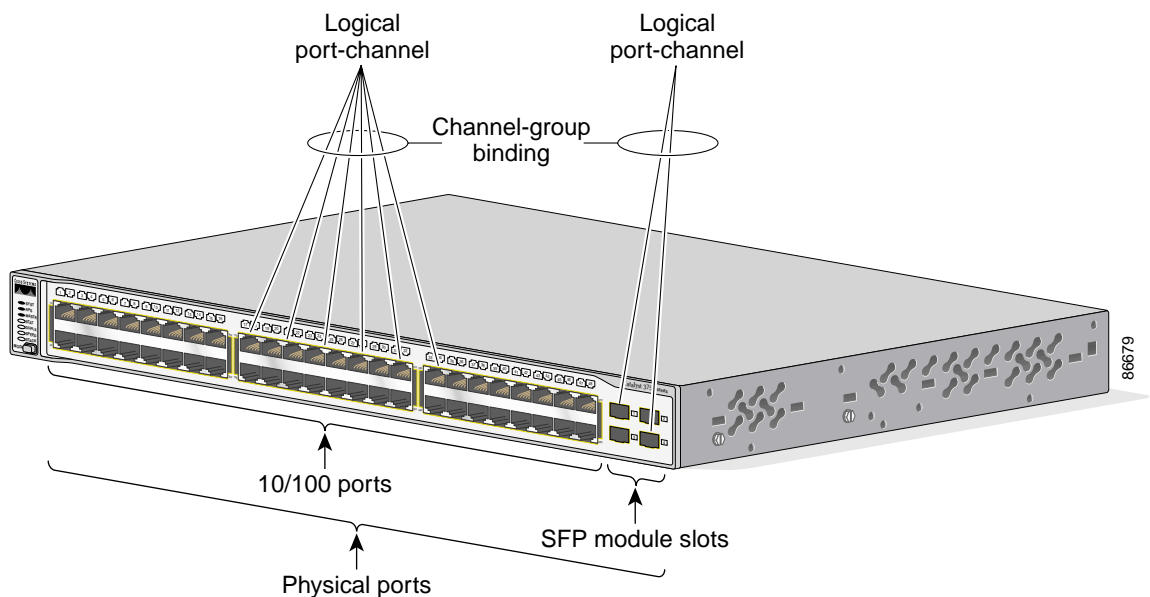 Logical
port-channel
Logical
port-channel
Channel-group
binding
10/100 ports
SFP module slots
Physical ports
86679